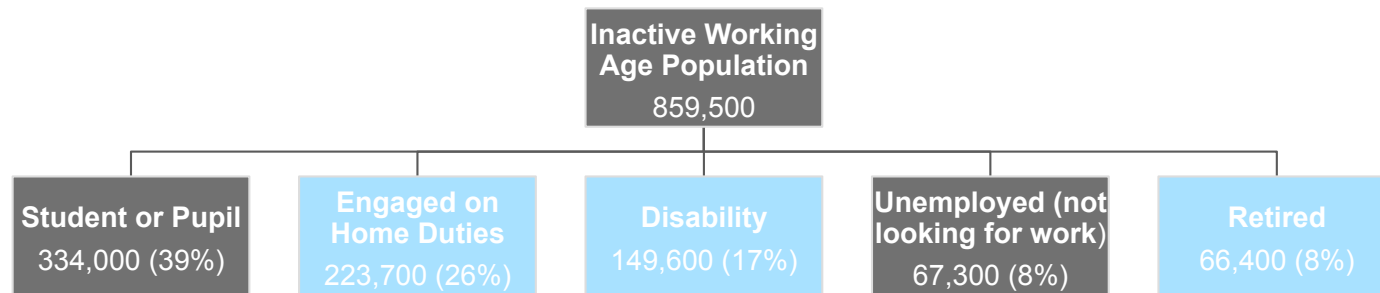 Inactive Working
Age Population
859,500
Student or Pupil
334,000 (39%)
Engaged on
Home Duties
223,700 (26%)
Disability
149,600 (17%)
Unemployed (not
looking for work)
67,300 (8%)
Retired
66,400 (8%)